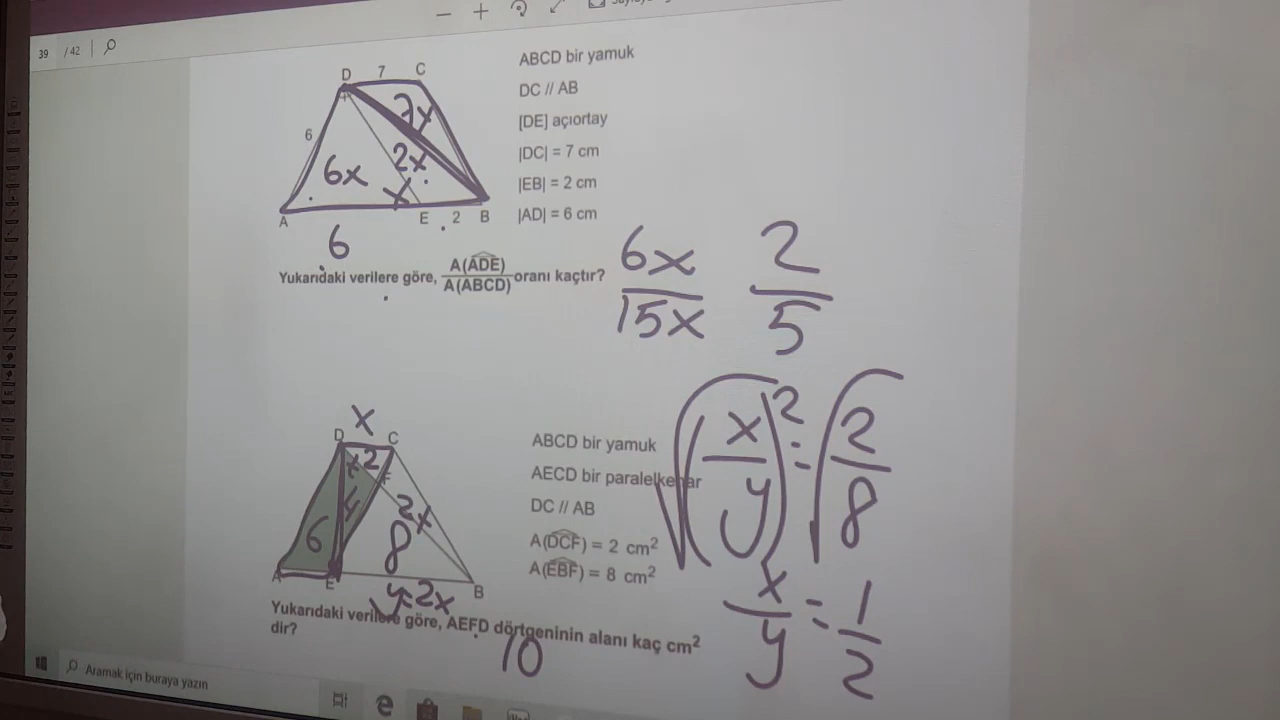 39 / 42
D 7 C
6
7x
2x
6x
x
A E 2 B
6
ABCD bir yamuk
DC // AB
[DE] açıortay
|DC| = 7 cm
|EB| = 2 cm
|AD| = 6 cm
Yukarıdaki verilere göre, A(ADE) / A(ABCD) oranı kaçtır?
6x / 15x
2 / 5
x
D C
x 2
F
4
2x
6
8
A E B
y=2x
ABCD bir yamuk
AECD bir paralelkenar
DC // AB
A(DCF) = 2 cm²
A(EBF) = 8 cm²
√(x / y)² = √2 / 8
x / y = 1 / 2
Yukarıdaki verilere göre, AEFD dörtgeninin alanı kaç cm²
dir?
10
Aramak için buraya yazın